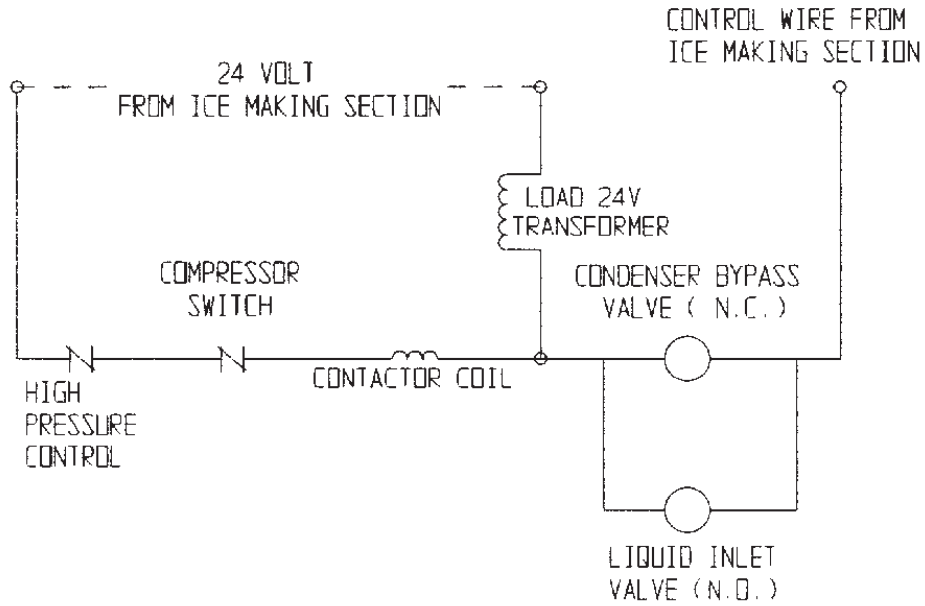 CONTROL WIRE FROM
ICE MAKING SECTION
24 VOLT
FROM ICE MAKING SECTION
LOAD 24V
TRANSFORMER
COMPRESSOR
SWITCH
CONDENSER BYPASS
VALVE ( N.C.)
CONTACTOR COIL
HIGH
PRESSURE
CONTROL
LIQUID INLET
VALVE (N.O.)